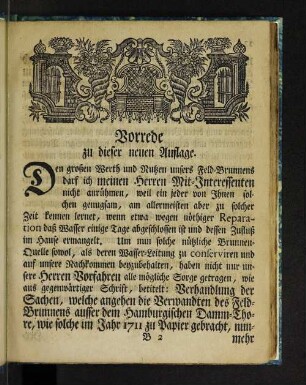 Vorrede
zu dieser neuen Auflage.
Den großen Werth und Nutzen unsers Feld-Brunnens
darf ich meinen Herren Mit-Interessenten
nicht anrühmen, weil ein jeder von Ihnen sol-
chen genugsam, am allermeisten aber zu solcher
Zeit kennen lernet, wenn etwa wegen nöthiger Repara-
tion das Wasser einige Tage abgeschlossen ist und dessen Zufluß
im Hause ermangelt. Um nun solche nützliche Brunnen-
Quelle sowol, als deren Wasser-Leitung zu conserviren und
auf unsere Nachkommen beyzubehalten, haben nicht nur un-
sere Herren Vorfahren alle mögliche Sorge getragen, wie
aus gegenwärtiger Schrift, betitelt: Verhandlung der
Sachen, welche angehen die Verwandten des Feld-
Brunnens ausser dem Hamburgischen Damm-Tho-
re, wie solche im Jahr 1711 zu Papier gebracht, nun-
B 2 mehr